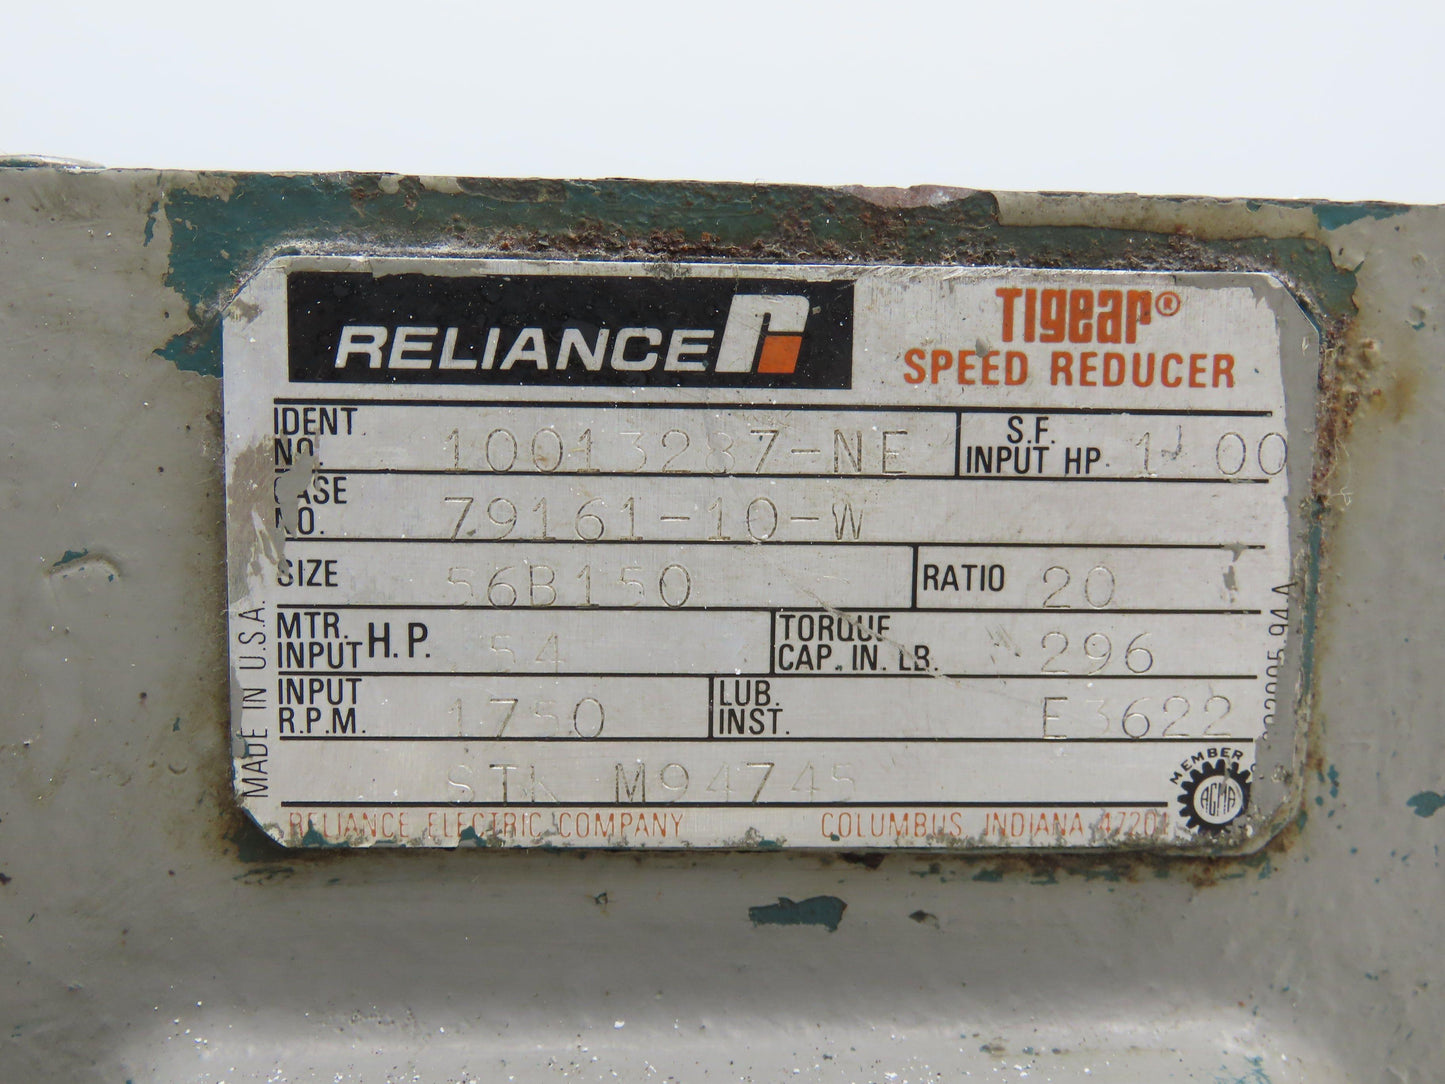 RELIANCE
TIgear®
SPEED REDUCER
IDENT NO. 10013287-NE S.F. INPUT HP 1.00
CASE NO. 79161-10-W
SIZE 56B150 RATIO 20
MTR. INPUT H.P. .54 TORQUE CAP. IN. LB. 296
INPUT R.P.M. 1750 LUB. INST. E3622
STK M94745
RELIANCE ELECTRIC COMPANY COLUMBUS, INDIANA 47201
MEMBER AGMA
MADE IN U.S.A.